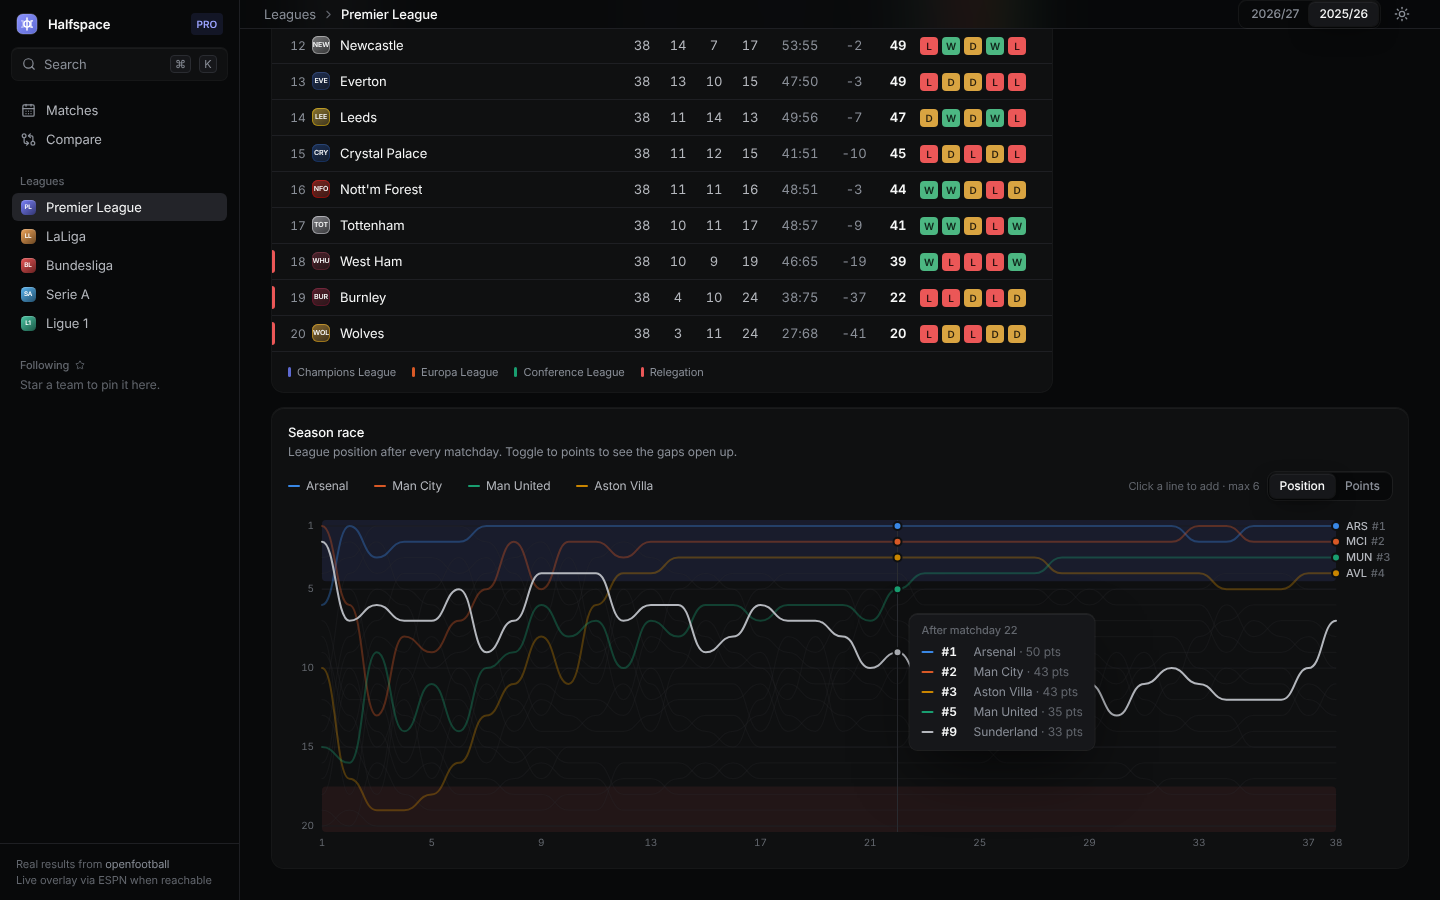 Halfspace PRO
Leagues > Premier League
2026/27 2025/26
Search ⌘ K
Matches
Compare
Leagues
PL Premier League
LL LaLiga
BL Bundesliga
SA Serie A
L1 Ligue 1
Following
Star a team to pin it here.
Real results from openfootball
Live overlay via ESPN when reachable
12 NEW Newcastle 38 14 7 17 53:55 -2 49 L W D W L
13 EVE Everton 38 13 10 15 47:50 -3 49 L D D L L
14 LEE Leeds 38 11 14 13 49:56 -7 47 D W D W L
15 CRY Crystal Palace 38 11 12 15 41:51 -10 45 L D L D L
16 NFO Nott'm Forest 38 11 11 16 48:51 -3 44 W W D L D
17 TOT Tottenham 38 10 11 17 48:57 -9 41 W W D L W
18 WHU West Ham 38 10 9 19 46:65 -19 39 W L L L W
19 BUR Burnley 38 4 10 24 38:75 -37 22 L L D L D
20 WOL Wolves 38 3 11 24 27:68 -41 20 L D L D D
Champions League Europa League Conference League Relegation
Season race
League position after every matchday. Toggle to points to see the gaps open up.
Arsenal Man City Man United Aston Villa
Click a line to add · max 6 Position Points
1
5
10
15
20
ARS #1
MCI #2
MUN #3
AVL #4
After matchday 22
#1 Arsenal · 50 pts
#2 Man City · 43 pts
#3 Aston Villa · 43 pts
#5 Man United · 35 pts
#9 Sunderland · 33 pts
1 5 9 13 17 21 25 29 33 37 38